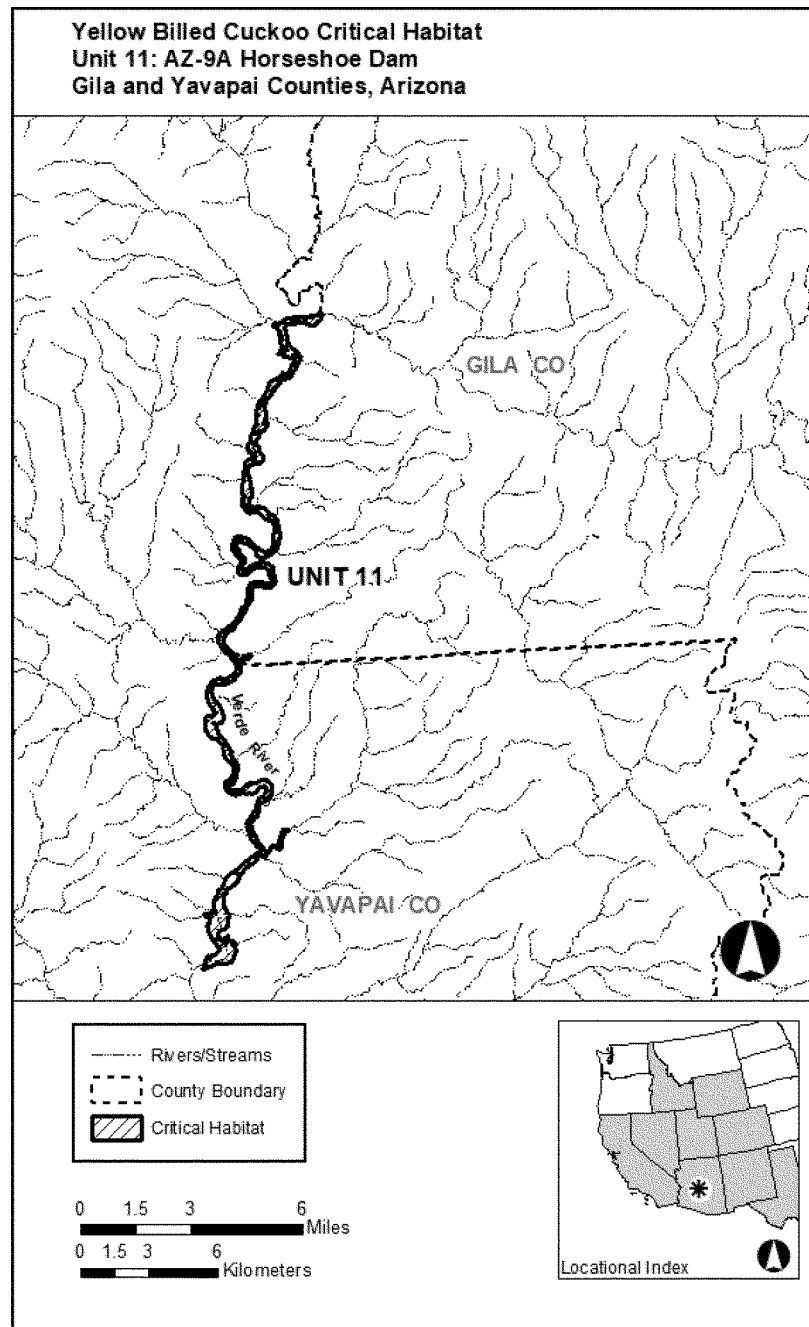 Yellow Billed Cuckoo Critical Habitat
Unit 11: AZ-9A Horseshoe Dam
Gila and Yavapai Counties, Arizona
GILA CO
UNIT 11
Verde River
YAVAPAI CO
Rivers/Streams
County Boundary
Critical Habitat
0 1.5 3 6
Miles
0 1.5 3 6
Kilometers
Locational Index